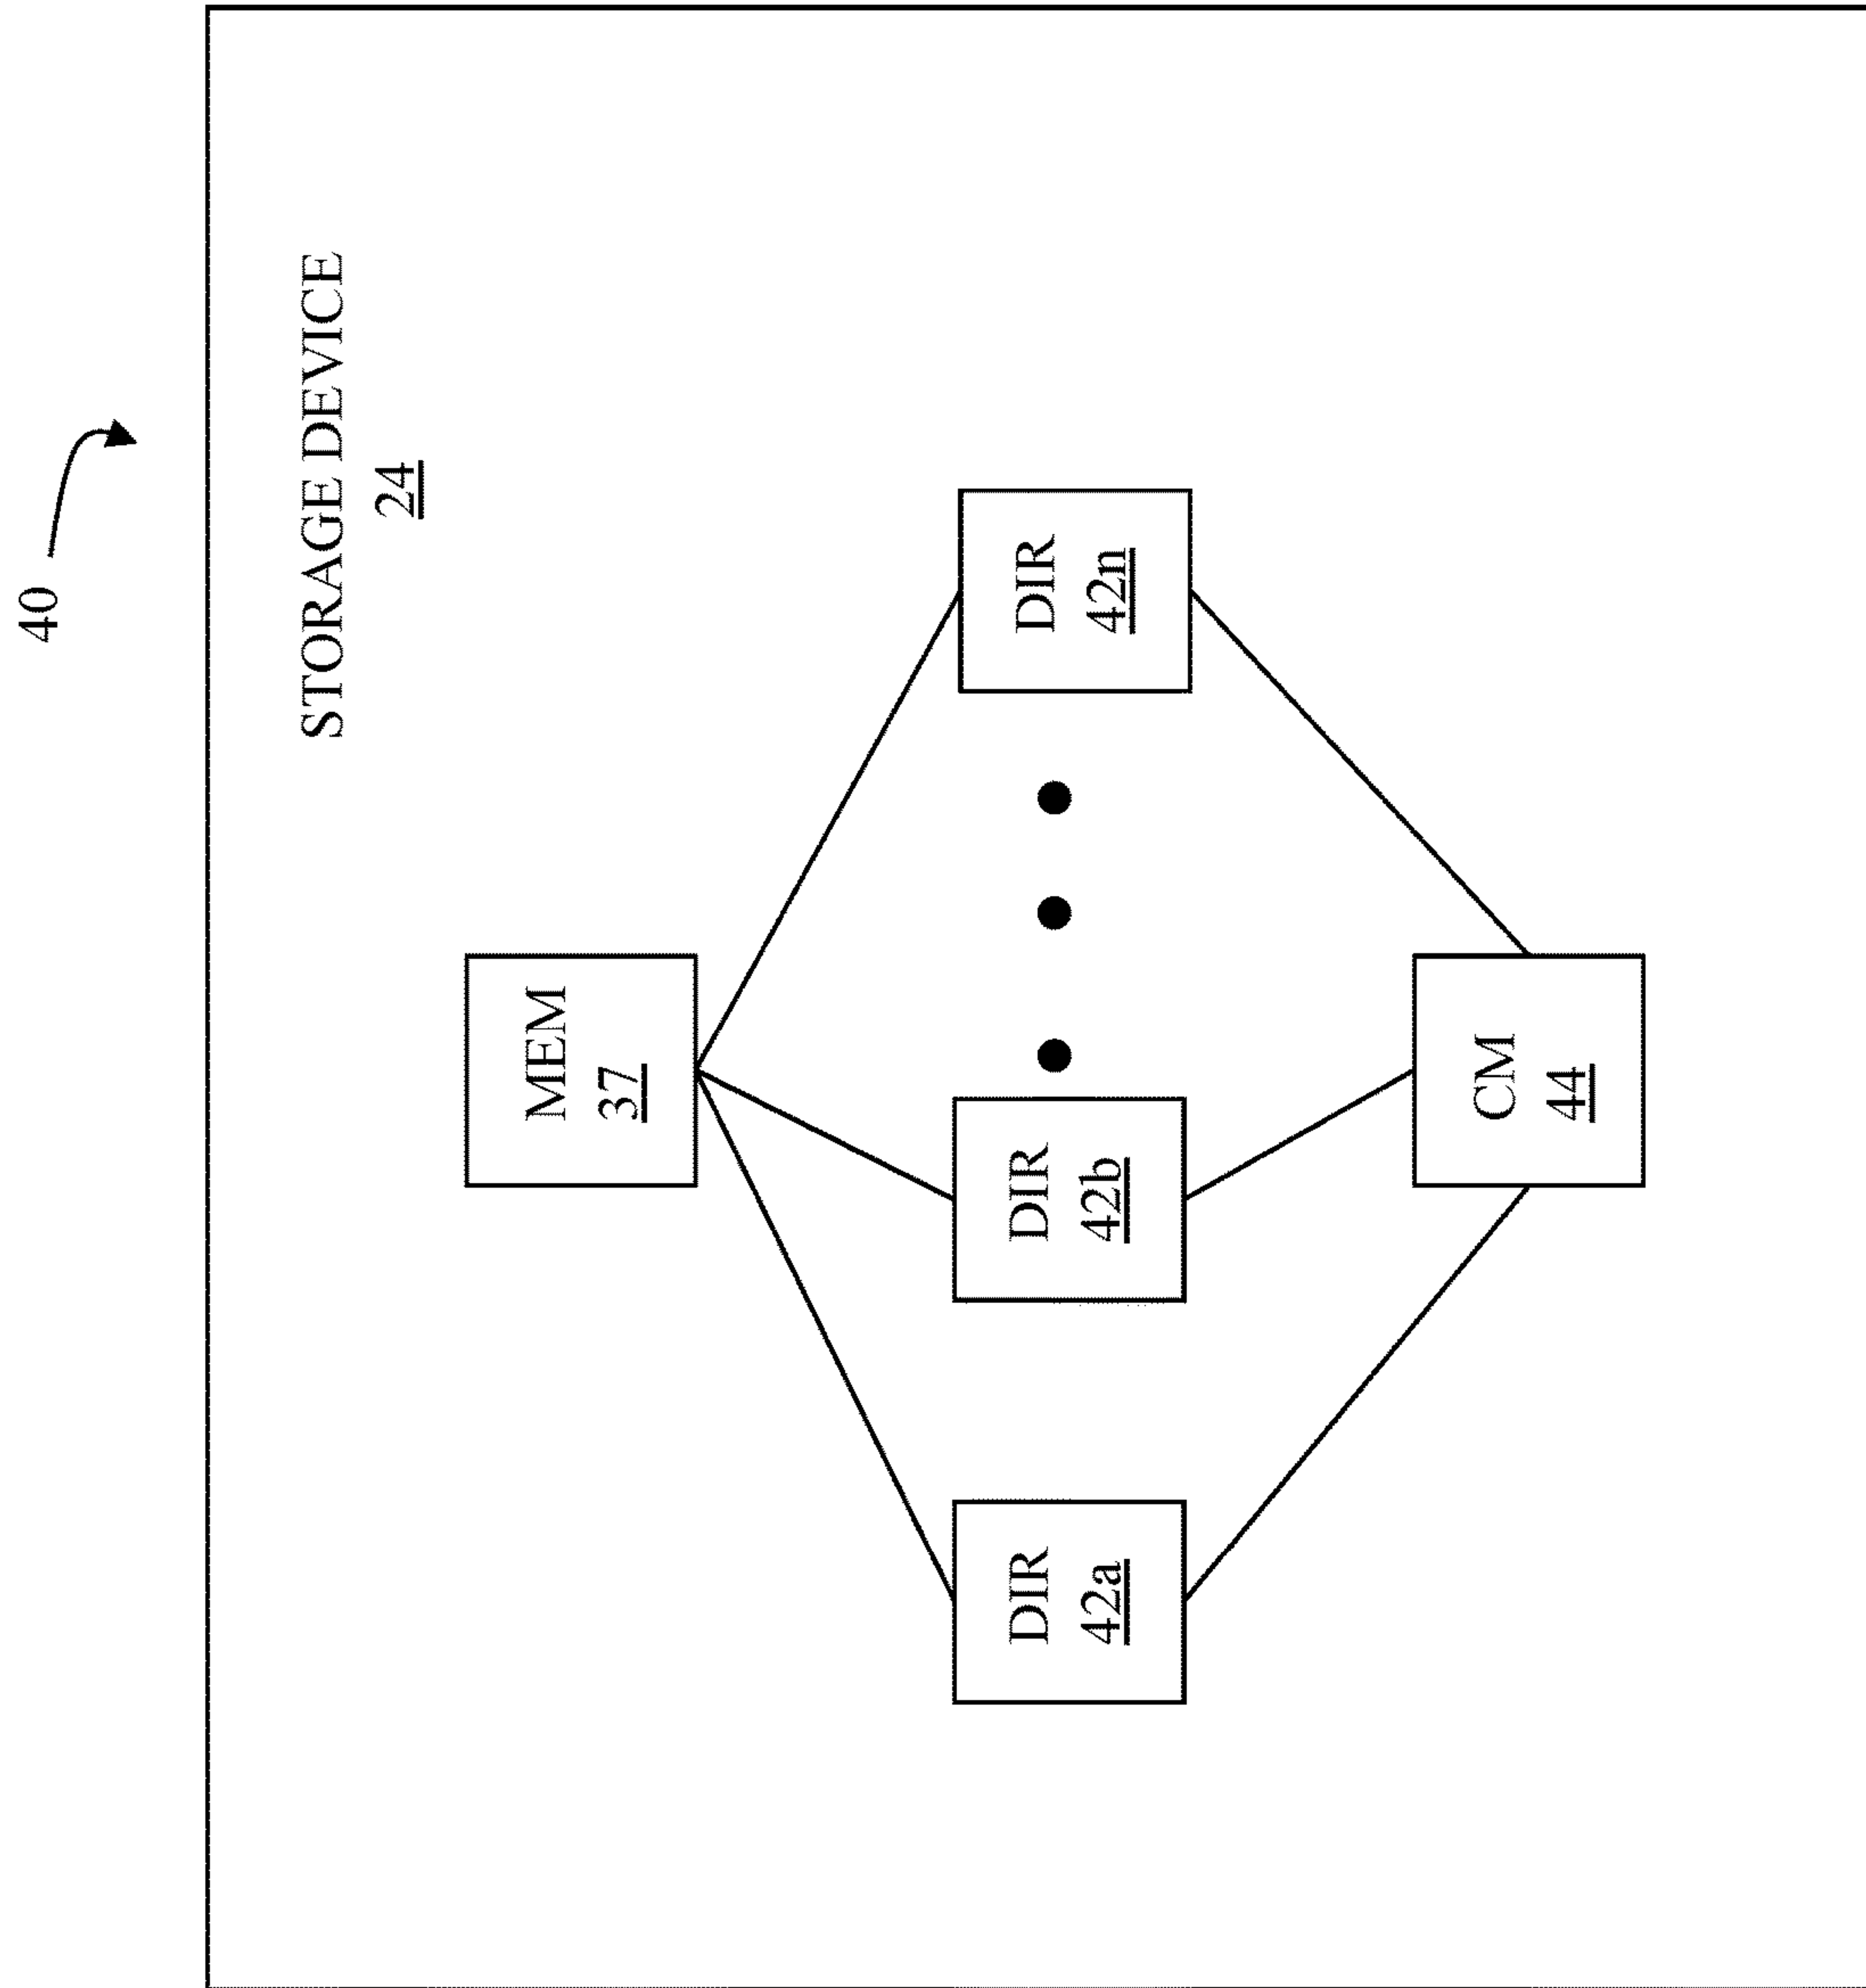 40
STORAGE DEVICE
24
MEM
37
DIR
42a
DIR
42b
DIR
42n
CM
44